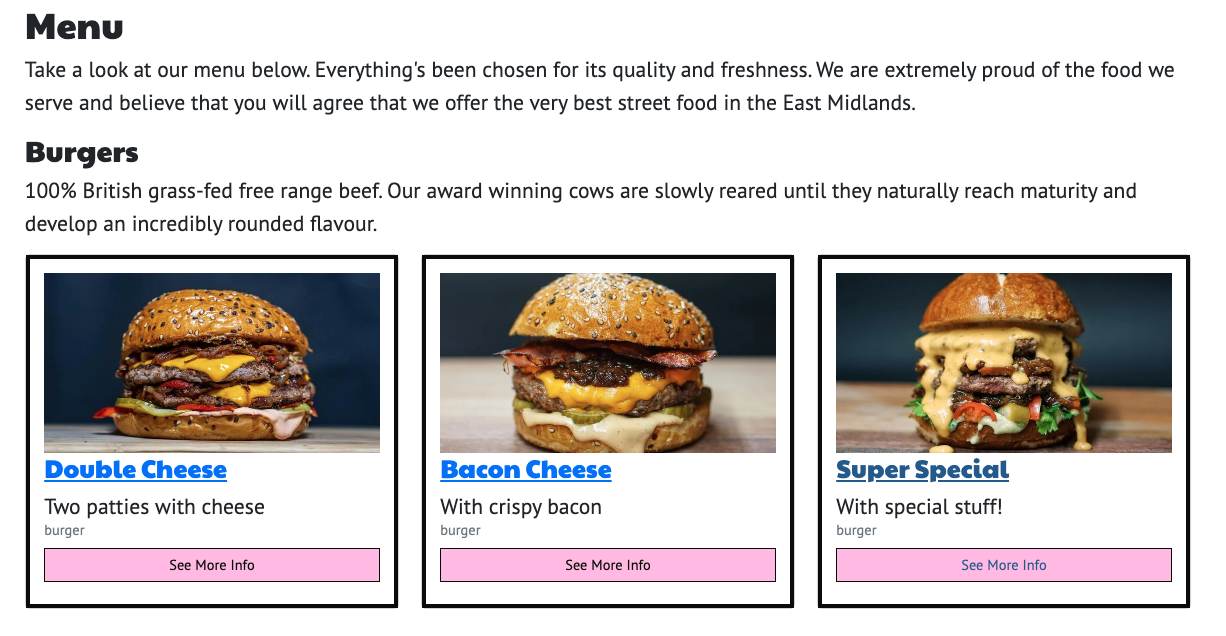 Menu
Take a look at our menu below. Everything's been chosen for its quality and freshness. We are extremely proud of the food we
serve and believe that you will agree that we offer the very best street food in the East Midlands.
Burgers
100% British grass-fed free range beef. Our award winning cows are slowly reared until they naturally reach maturity and
develop an incredibly rounded flavour.
Double Cheese
Two patties with cheese
burger
See More Info
Bacon Cheese
With crispy bacon
burger
See More Info
Super Special
With special stuff!
burger
See More Info